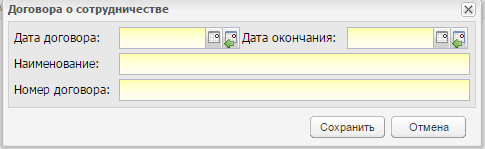 Договора о сотрудничестве
Дата договора: Дата окончания:
Наименование:
Номер договора:
Сохранить Отмена